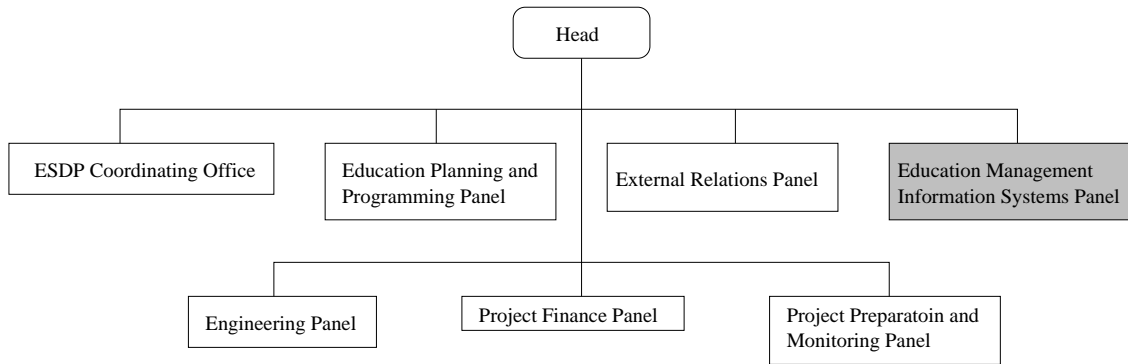 Head
ESDP Coordinating Office
Education Planning and
Programming Panel
External Relations Panel
Education Management
Information Systems Panel
Engineering Panel
Project Finance Panel
Project Preparatoin and
Monitoring Panel